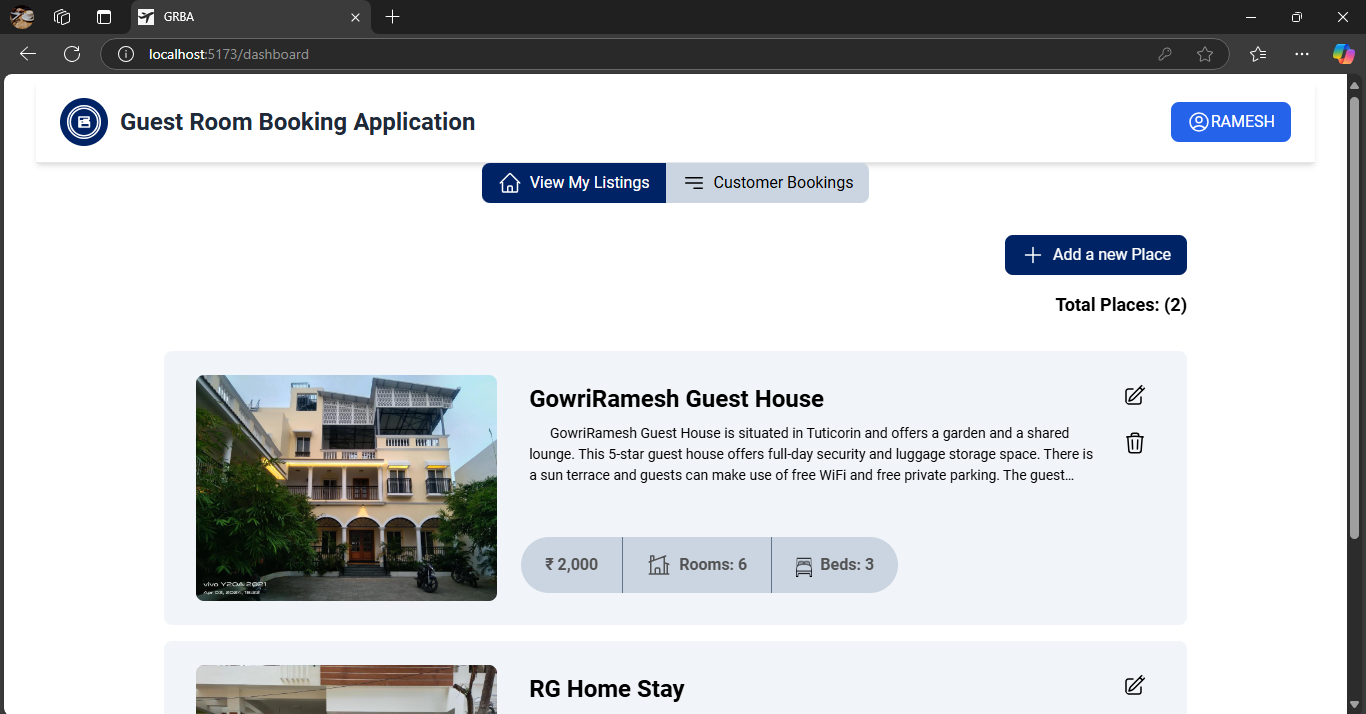 GRBA
localhost:5173/dashboard
Guest Room Booking Application
RAMESH
View My Listings
Customer Bookings
Add a new Place
Total Places: (2)
GowriRamesh Guest House
GowriRamesh Guest House is situated in Tuticorin and offers a garden and a shared
lounge. This 5-star guest house offers full-day security and luggage storage space. There is
a sun terrace and guests can make use of free WiFi and free private parking. The guest...
₹ 2,000
Rooms: 6
Beds: 3
vivo Y20A 2021
Apr 03, 2024, 18:22
RG Home Stay